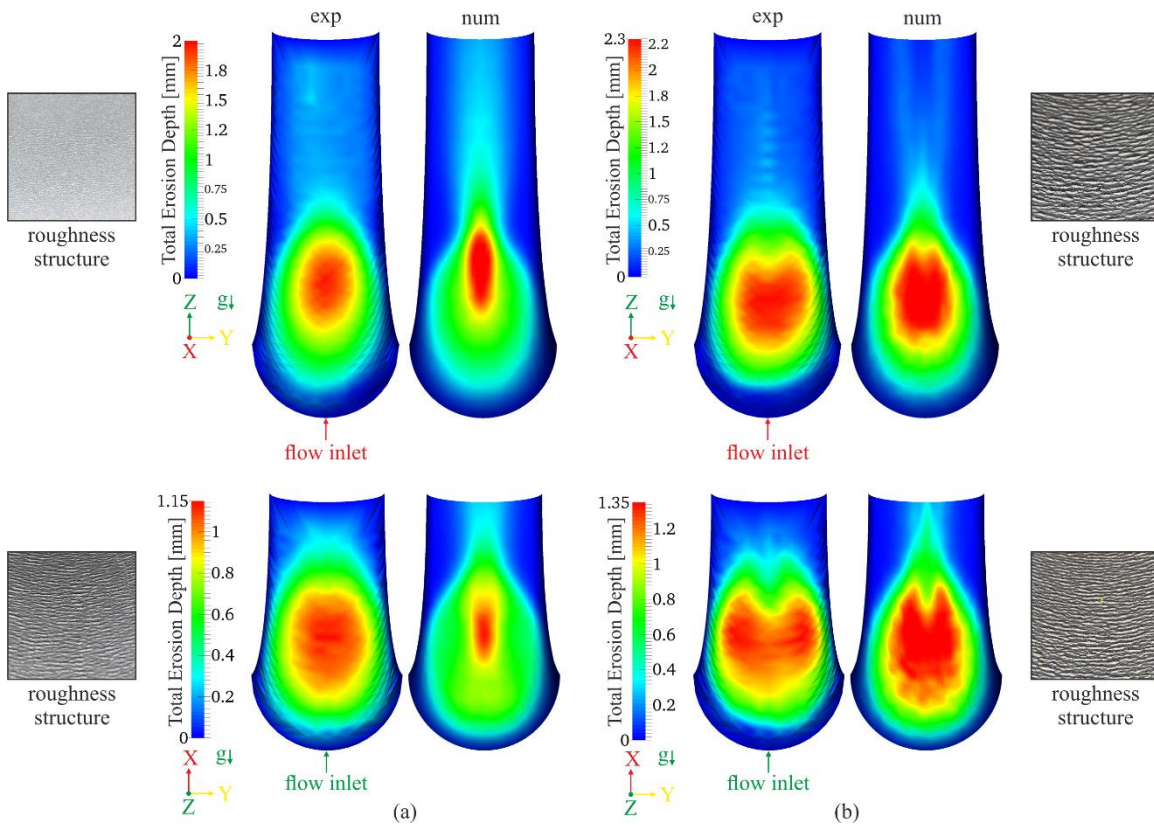 exp
num
exp
num
2
1.8
1.5
1.2
1
0.75
0.5
0.25
0
Total Erosion Depth [mm]
2.3
2.2
2
1.8
1.5
1.2
1
0.75
0.5
0.25
0
Total Erosion Depth [mm]
roughness
structure
roughness
structure
Z
g↓
X
Y
Z
g↓
X
Y
flow inlet
flow inlet
1.15
1
0.8
0.6
0.4
0.2
0
Total Erosion Depth [mm]
1.35
1.2
1
0.8
0.6
0.4
0.2
0
Total Erosion Depth [mm]
roughness
structure
roughness
structure
X
g↓
Z
Y
X
g↓
Z
Y
flow inlet
flow inlet
(a)
(b)